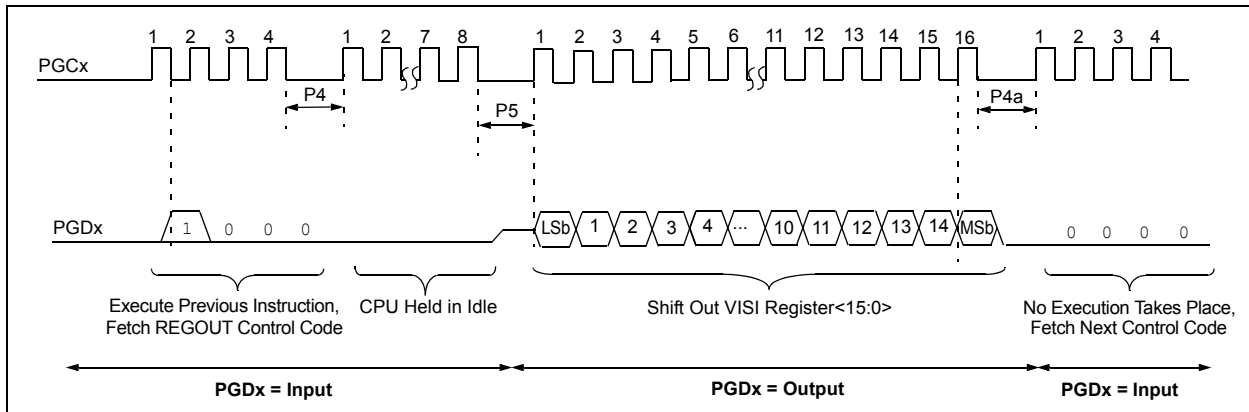 1 2 3 4 1 2 7 8 1 2 3 4 5 6 11 12 13 14 15 16 1 2 3 4
PGCx
P4 P5 P4a
PGDx 1 0 0 0 LSb 1 2 3 4 ... 10 11 12 13 14 MSb 0 0 0 0
Execute Previous Instruction,
Fetch REGOUT Control Code
CPU Held in Idle
Shift Out VISI Register<15:0>
No Execution Takes Place,
Fetch Next Control Code
PGDx = Input PGDx = Output PGDx = Input